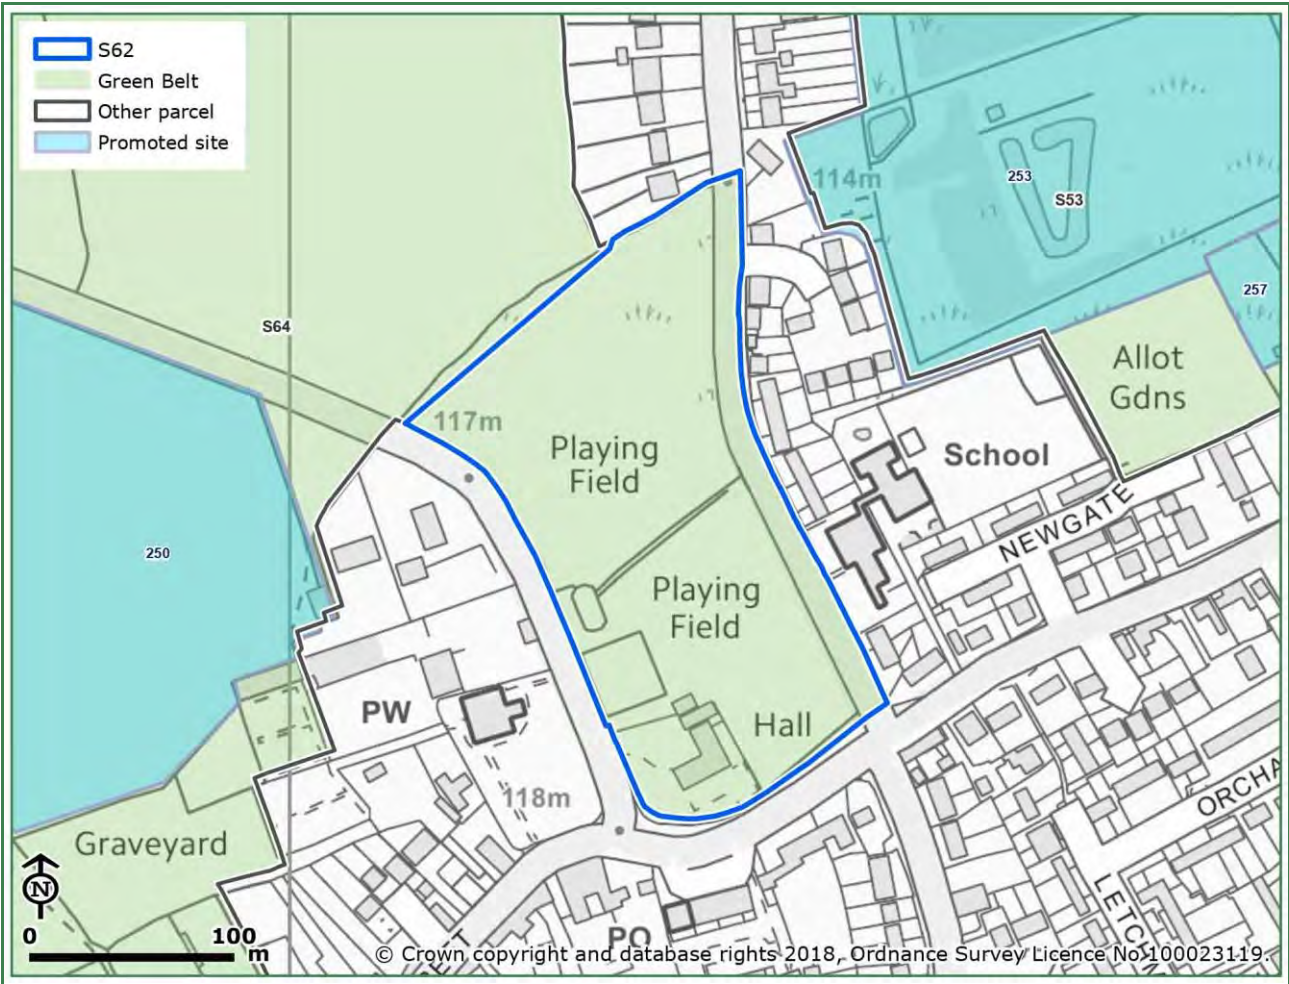 S62
Green Belt
Other parcel
Promoted site
114m
253
S53
257
S64
Allot
Gdns
117m
Playing
Field
School
NEWGATE
250
Playing
Field
PW
Hall
118m
ORCHA
Graveyard
LETCHM
N
PO
0 100
m
© Crown copyright and database rights 2018, Ordnance Survey Licence No 100023119.